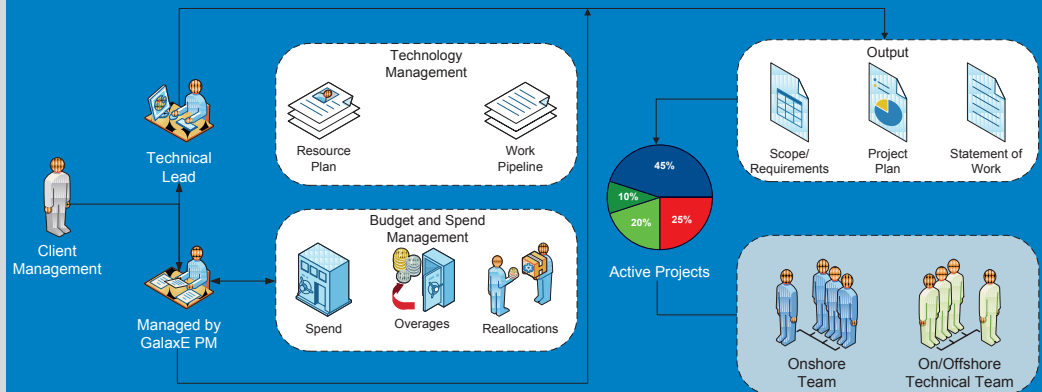 Technology
Management
Resource
Plan
Work
Pipeline
Technical
Lead
Client
Management
Budget and Spend
Management
Spend
Overages
Reallocations
Managed by
GalaxE PM
45%
10%
20%
25%
Active Projects
Output
Scope/
Requirements
Project
Plan
Statement of
Work
Onshore
Team
On/Offshore
Technical Team